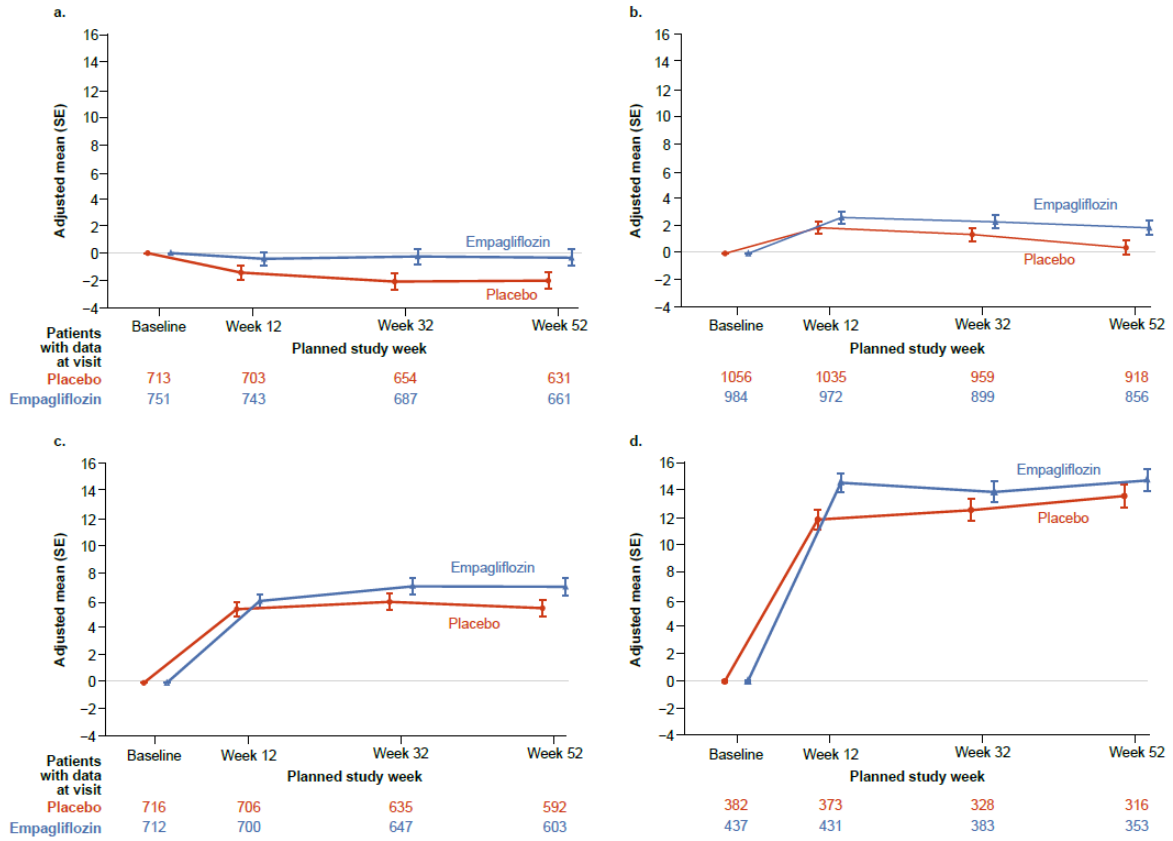 a.
16
14
12
10
8
6
4
2
0
−2
−4
Adjusted mean (SE)
Empagliflozin
Placebo
Baseline Week 12 Week 32 Week 52
Planned study week
Patients
with data
at visit
Placebo 713 703 654 631
Empagliflozin 751 743 687 661
b.
16
14
12
10
8
6
4
2
0
−2
−4
Adjusted mean (SE)
Empagliflozin
Placebo
Baseline Week 12 Week 32 Week 52
Planned study week
1056 1035 959 918
984 972 899 856
c.
16
14
12
10
8
6
4
2
0
−2
−4
Adjusted mean (SE)
Empagliflozin
Placebo
Baseline Week 12 Week 32 Week 52
Planned study week
Patients
with data
at visit
Placebo 716 706 635 592
Empagliflozin 712 700 647 603
d.
16
14
12
10
8
6
4
2
0
−2
−4
Adjusted mean (SE)
Empagliflozin
Placebo
Baseline Week 12 Week 32 Week 52
Planned study week
382 373 328 316
437 431 383 353